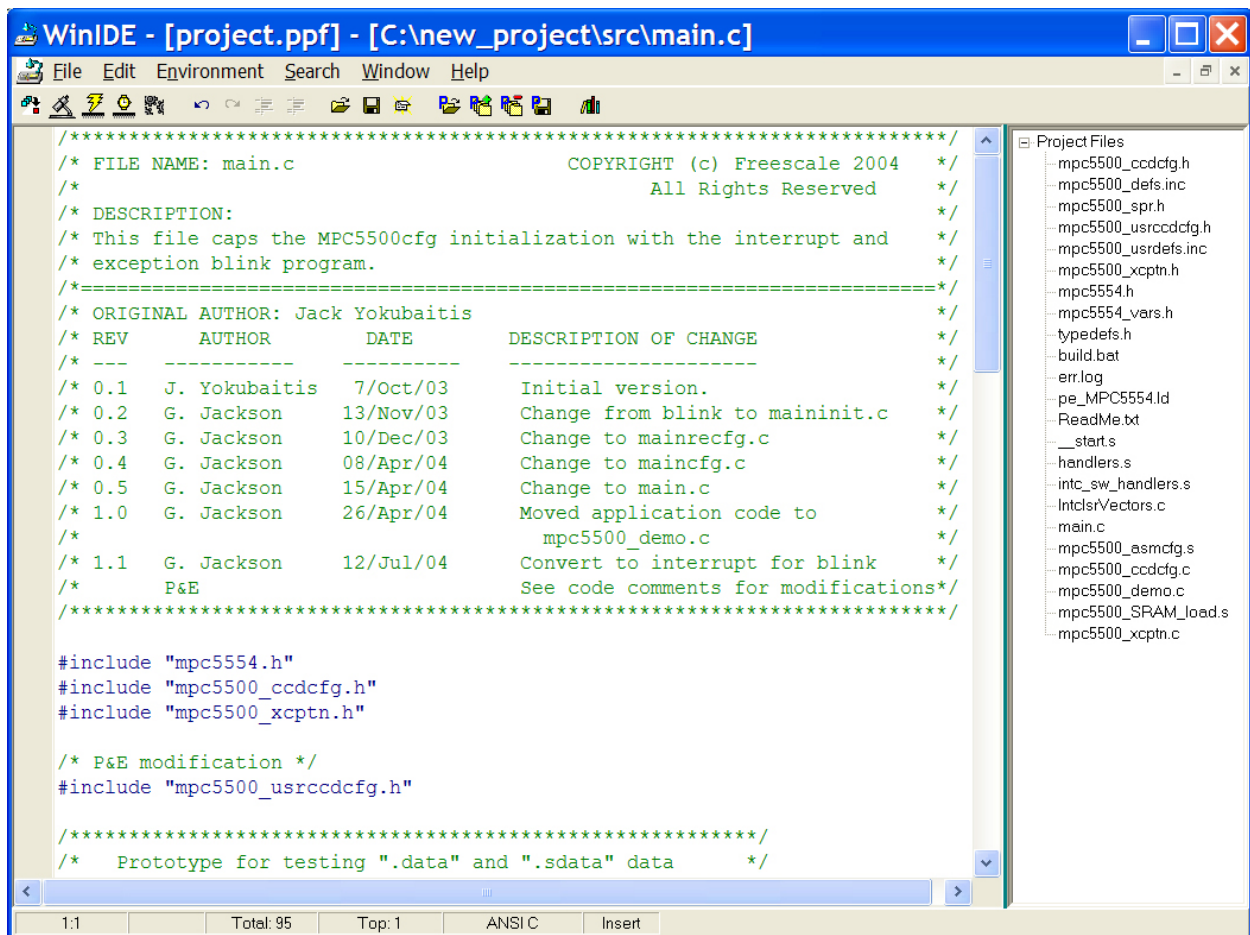 WinIDE - [project.ppf] - [C:\new_project\src\main.c]
File Edit Environment Search Window Help
/**************************************************************************/
/* FILE NAME: main.c                       COPYRIGHT (c) Freescale 2004   */
/*                                                All Rights Reserved     */
/* DESCRIPTION:                                                           */
/* This file caps the MPC5500cfg initialization with the interrupt and    */
/* exception blink program.                                               */
/*========================================================================*/
/* ORIGINAL AUTHOR: Jack Yokubaitis                                       */
/* REV      AUTHOR        DATE        DESCRIPTION OF CHANGE               */
/* ---   -----------    ----------    ---------------------               */
/* 0.1   J. Yokubaitis   7/Oct/03      Initial version.                   */
/* 0.2   G. Jackson     13/Nov/03      Change from blink to maininit.c    */
/* 0.3   G. Jackson     10/Dec/03      Change to mainrecfg.c              */
/* 0.4   G. Jackson     08/Apr/04      Change to maincfg.c                */
/* 0.5   G. Jackson     15/Apr/04      Change to main.c                   */
/* 1.0   G. Jackson     26/Apr/04      Moved application code to          */
/*                                       mpc5500_demo.c                   */
/* 1.1   G. Jackson     12/Jul/04      Convert to interrupt for blink     */
/*       P&E                           See code comments for modifications*/
/**************************************************************************/
#include "mpc5554.h"
#include "mpc5500_ccdcfg.h"
#include "mpc5500_xcptn.h"
/* P&E modification */
#include "mpc5500_usrccdcfg.h"
/**********************************************************/
/*   Prototype for testing ".data" and ".sdata" data      */
Project Files
mpc5500_ccdcfg.h
mpc5500_defs.inc
mpc5500_spr.h
mpc5500_usrccdcfg.h
mpc5500_usrdefs.inc
mpc5500_xcptn.h
mpc5554.h
mpc5554_vars.h
typedefs.h
build.bat
err.log
pe_MPC5554.ld
ReadMe.txt
__start.s
handlers.s
intc_sw_handlers.s
IntcIsrVectors.c
main.c
mpc5500_asmcfg.s
mpc5500_ccdcfg.c
mpc5500_demo.c
mpc5500_SRAM_load.s
mpc5500_xcptn.c
1:1 Total: 95 Top: 1 ANSI C Insert